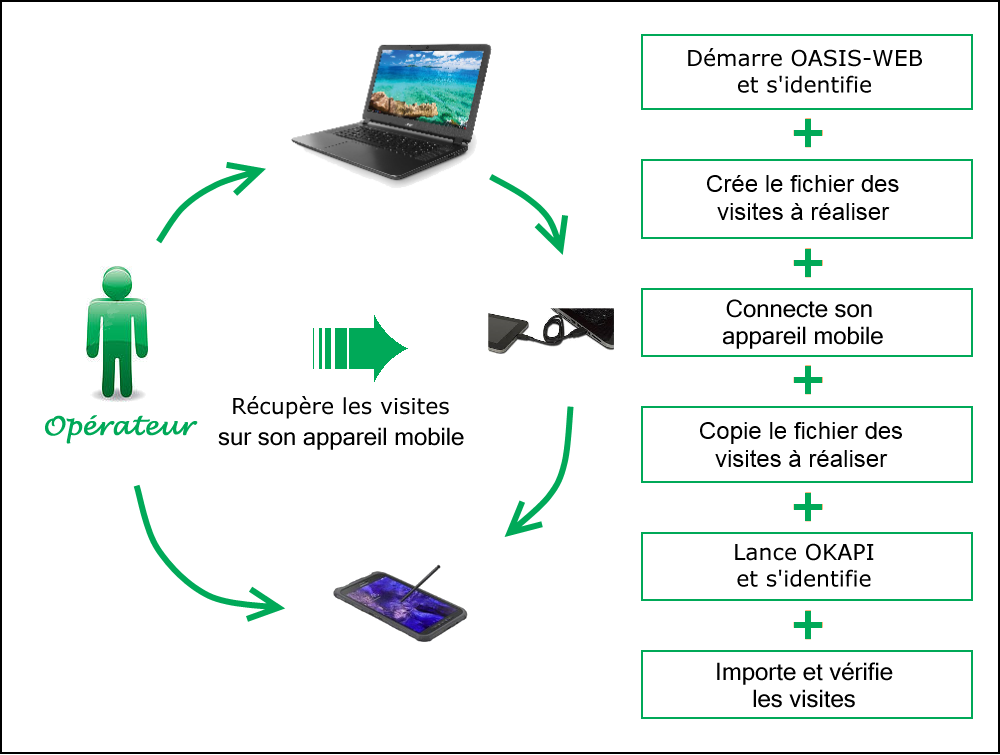 Démarre OASIS-WEB
et s'identifie
Crée le fichier des
visites à réaliser
Connecte son
appareil mobile
Opérateur
Récupère les visites
sur son appareil mobile
Copie le fichier des
visites à réaliser
Lance OKAPI
et s'identifie
Importe et vérifie
les visites